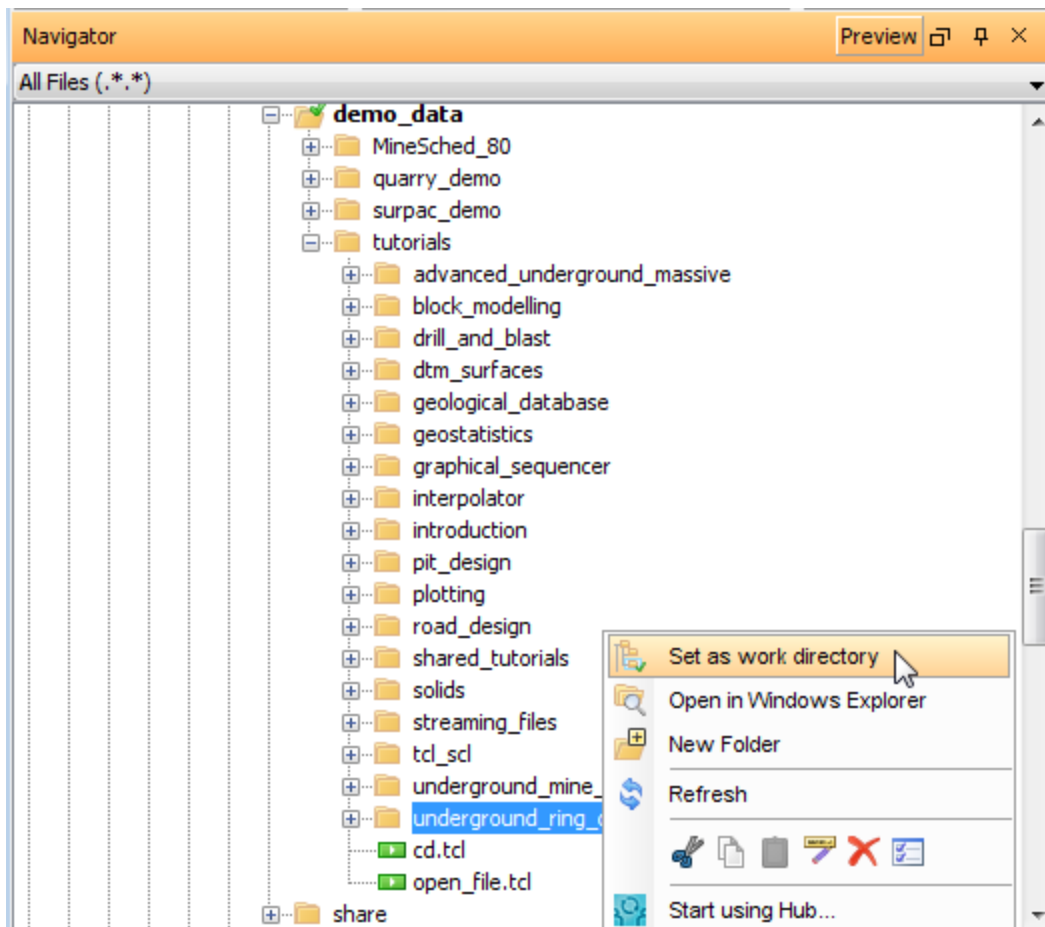 Navigator Preview
All Files (.*.*)
demo_data
MineSched_80
quarry_demo
surpac_demo
tutorials
advanced_underground_massive
block_modelling
drill_and_blast
dtm_surfaces
geological_database
geostatistics
graphical_sequencer
interpolator
introduction
pit_design
plotting
road_design
shared_tutorials
Set as work directory
solids
Open in Windows Explorer
streaming_files
New Folder
tcl_scl
underground_mine_
Refresh
underground_ring_
cd.tcl
open_file.tcl
share
Start using Hub...